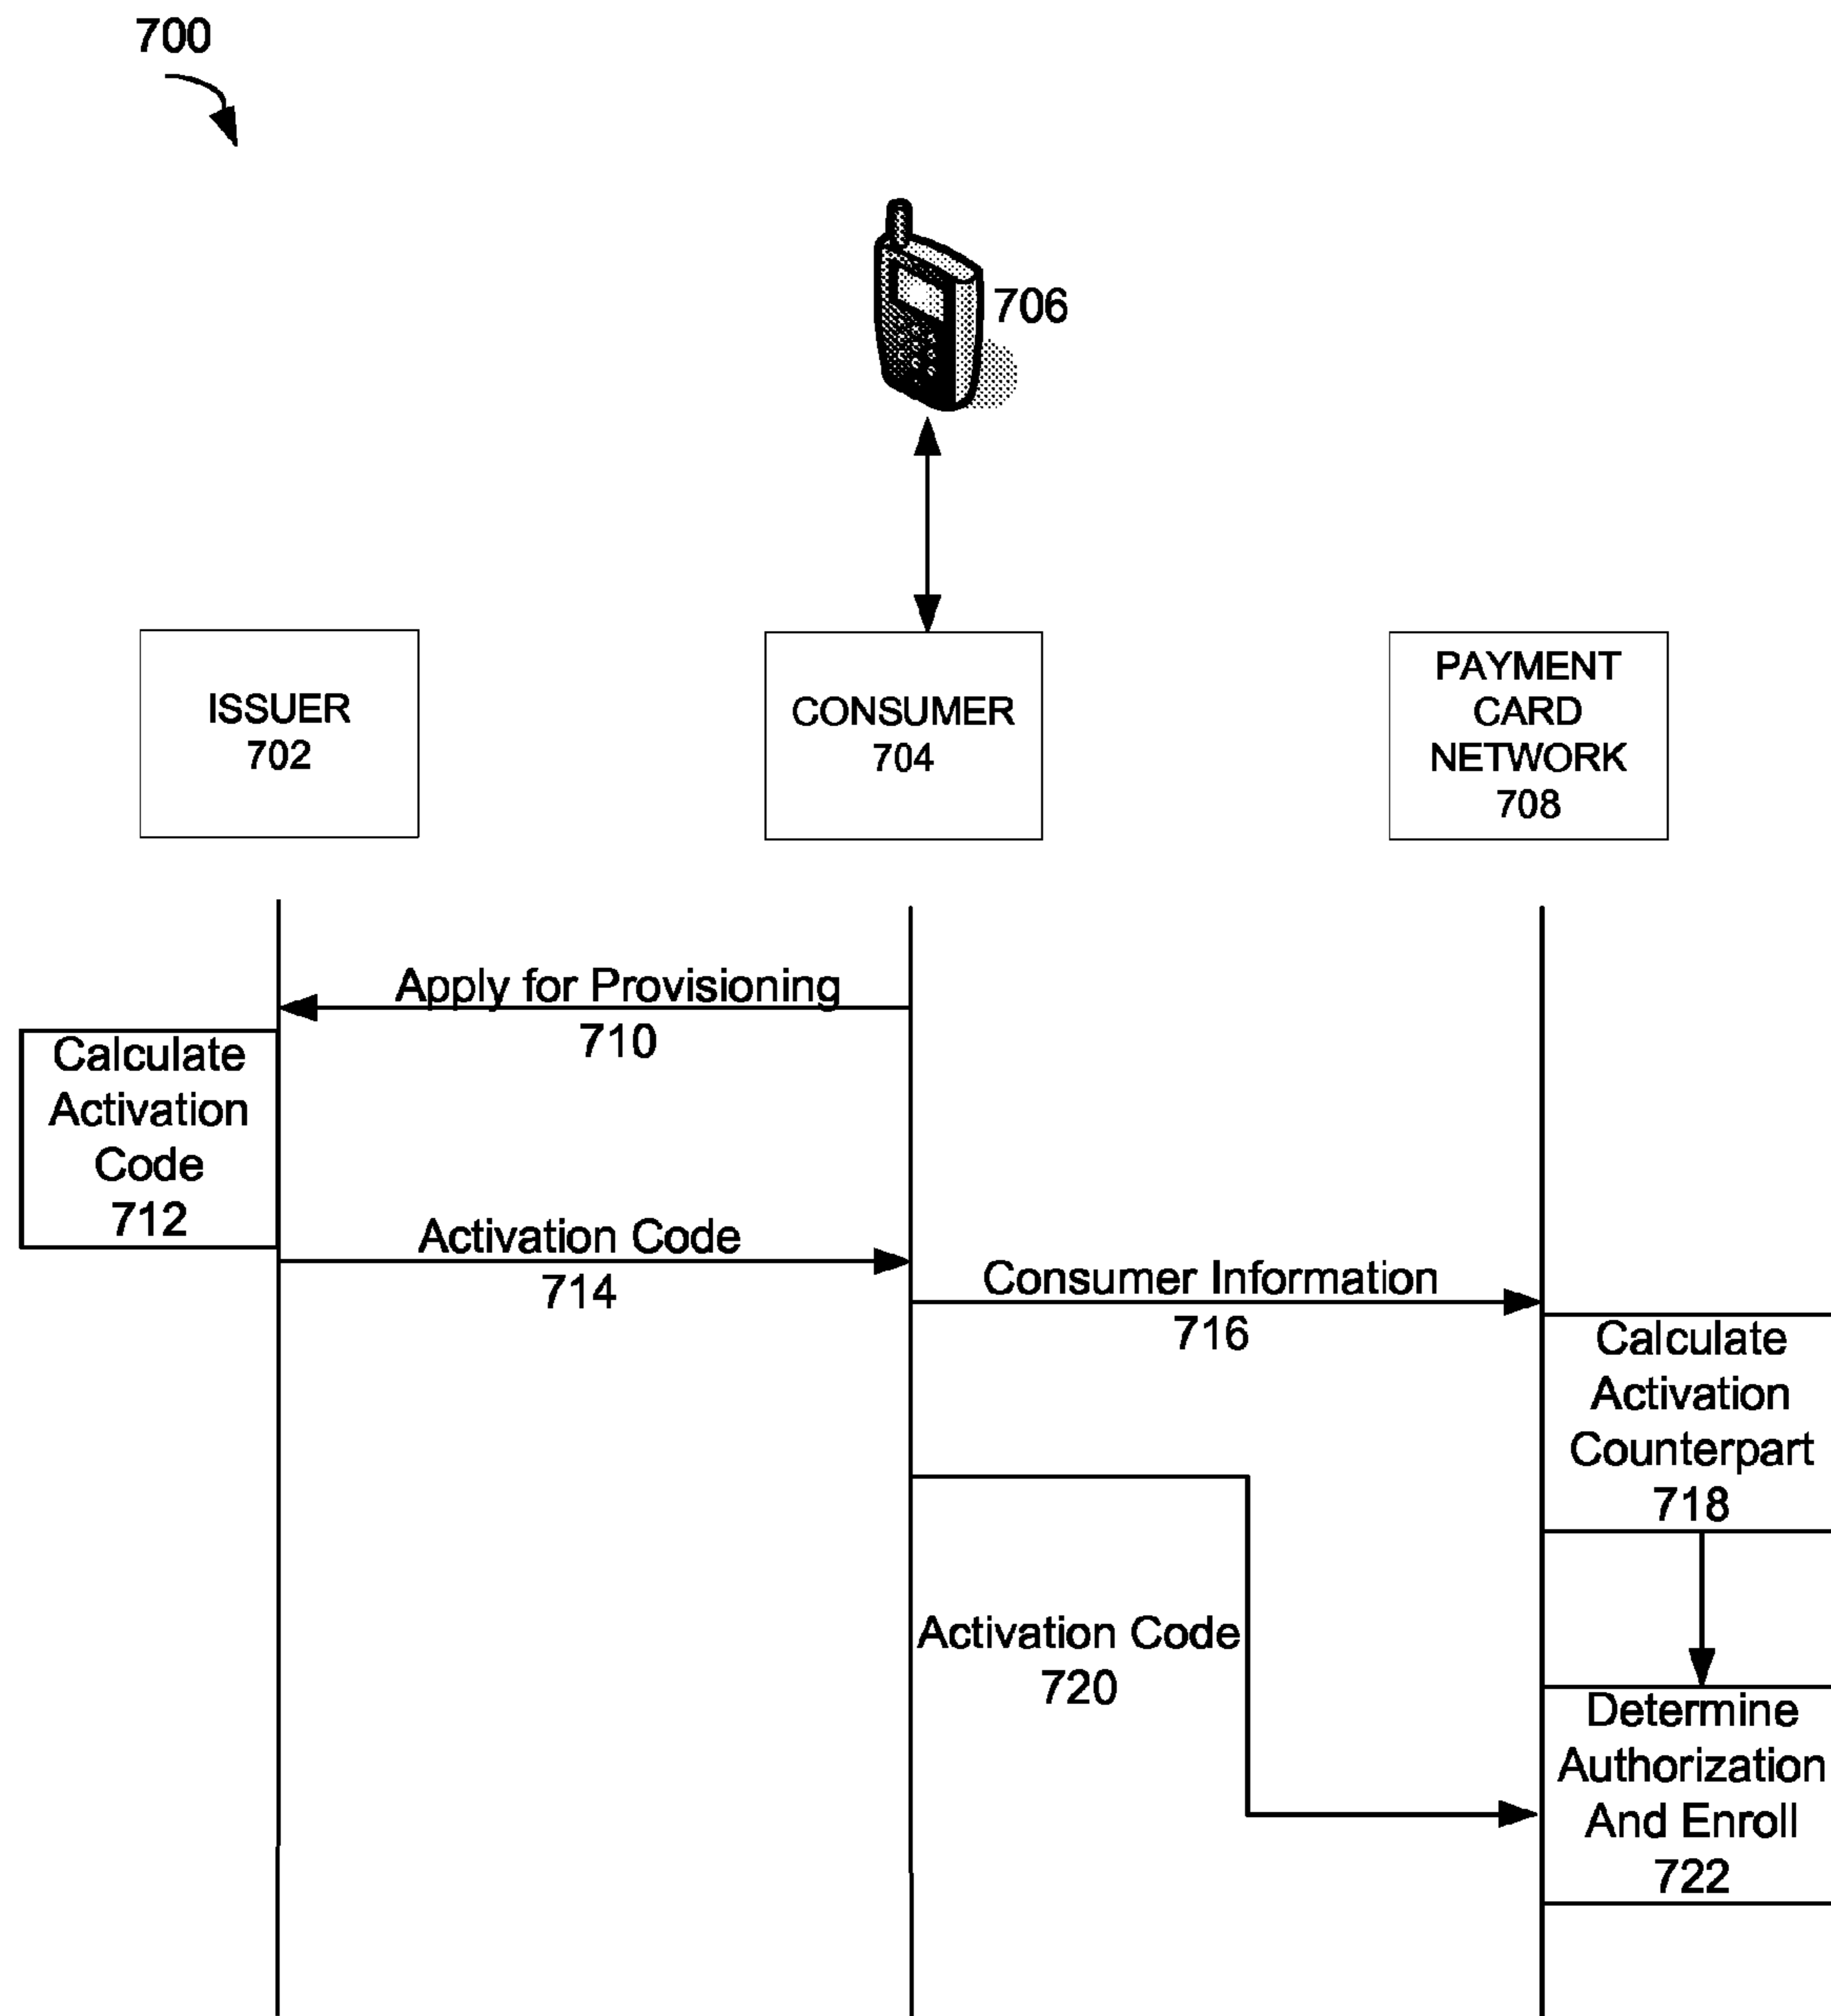 700
706
ISSUER
702
CONSUMER
704
PAYMENT
CARD
NETWORK
708
Apply for Provisioning
710
Calculate
Activation
Code
712
Activation Code
714
Consumer Information
716
Calculate
Activation
Counterpart
718
Activation Code
720
Determine
Authorization
And Enroll
722